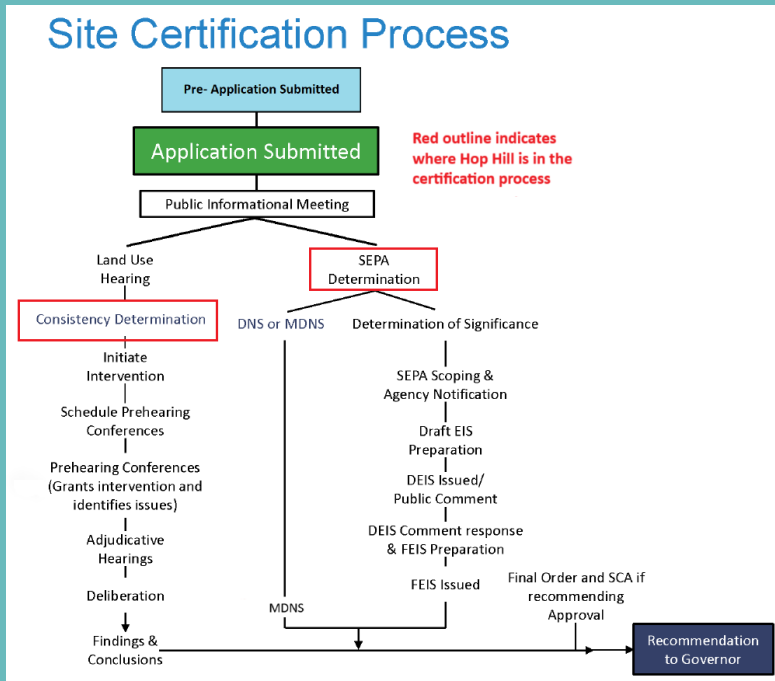 Site Certification Process
Pre- Application Submitted
Application Submitted
Red outline indicates
where Hop Hill is in the
certification process
Public Informational Meeting
Land Use
Hearing
SEPA
Determination
Consistency Determination
DNS or MDNS
Determination of Significance
Initiate
Intervention
SEPA Scoping &
Agency Notification
Schedule Prehearing
Conferences
Draft EIS
Preparation
Prehearing Conferences
(Grants intervention and
identifies issues)
DEIS Issued/
Public Comment
Adjudicative
Hearings
DEIS Comment response
& FEIS Preparation
Deliberation
FEIS Issued
Final Order and SCA if
recommending
Approval
MDNS
Findings &
Conclusions
Recommendation
to Governor